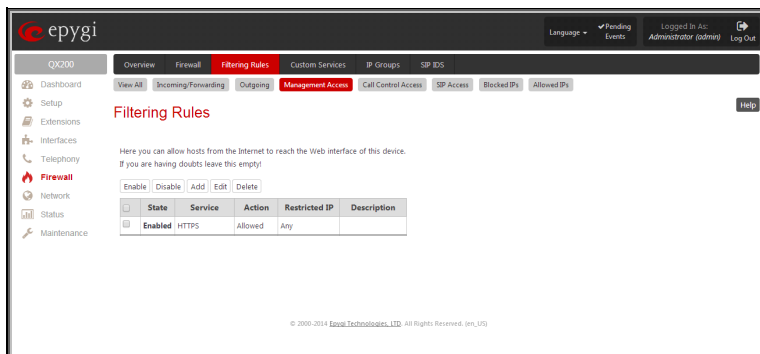 epygi
Language
Pending Events
Logged In As:
Administrator (admin)
Log Out
QX200
Overview Firewall Filtering Rules Custom Services IP Groups SIP IDS
Dashboard
Setup
Extensions
Interfaces
Telephony
Firewall
Network
Status
Maintenance
View All Incoming/Forwarding Outgoing Management Access Call Control Access SIP Access Blocked IPs Allowed IPs
Help
Filtering Rules
Here you can allow hosts from the Internet to reach the Web interface of this device.
If you are having doubts leave this empty!
Enable Disable Add Edit Delete
State Service Action Restricted IP Description
Enabled HTTPS Allowed Any
© 2000-2014 Epygi Technologies, LTD. All Rights Reserved. (en_US)